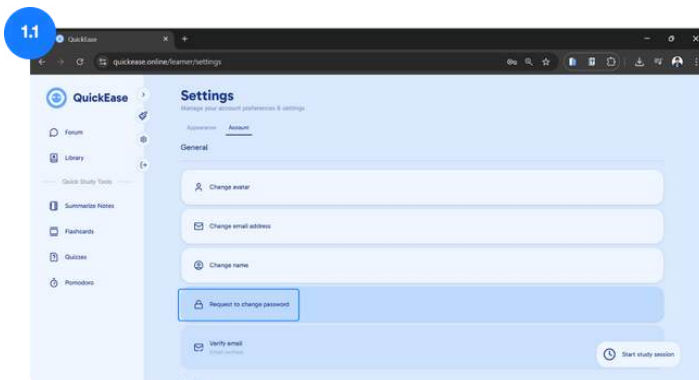 1.1
QuickEase
quickease.online/learner/settings
QuickEase
Settings
Manage your account preferences & settings
Appearance Account
General
Forum
Library
Quick Study Tools
Summarize Notes
Flashcards
Quizzes
Pomodoro
Change avatar
Change email address
Change name
Request to change password
Verify email
Email verified
Start study session